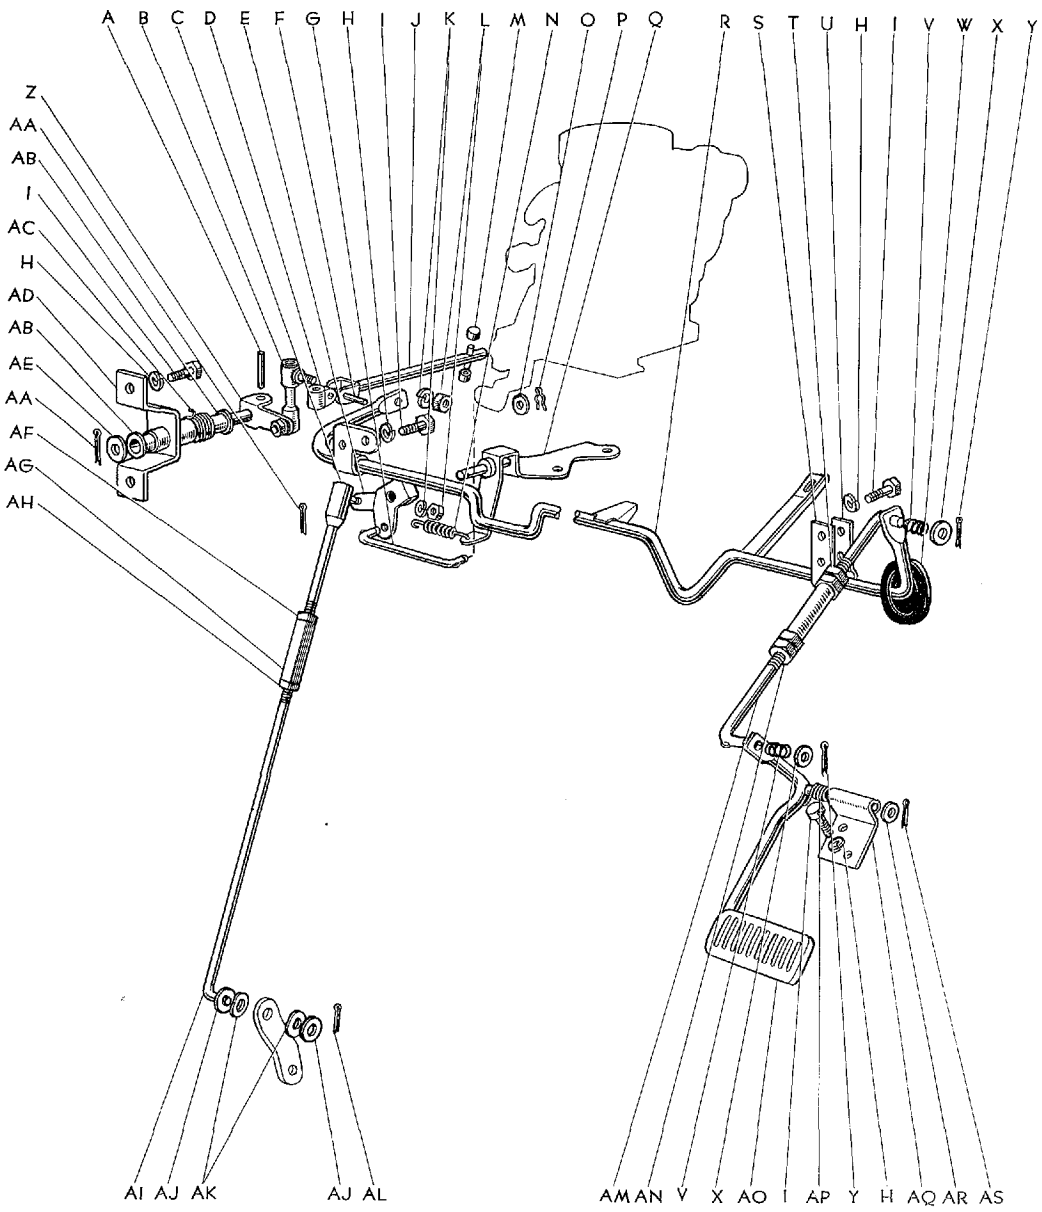 A B C D E F G H I J K L M N O P Q R S T U H I V W X Y
Z
AA
AB
I
AC
H
AD
AB
AE
AA
AF
AG
AH
AI AJ AK AJ AL AM AN V X AO I AP Y H AQ AR AS